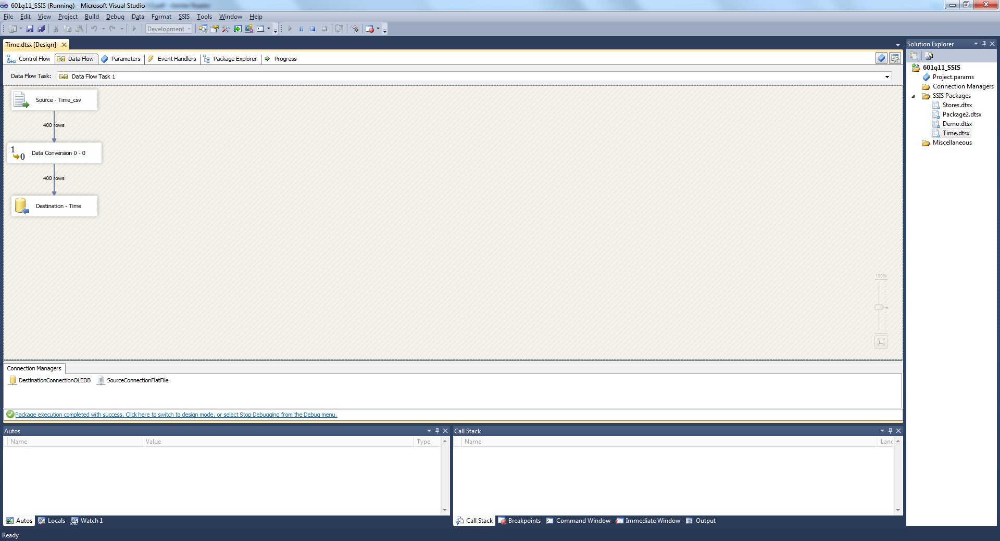 601g11_SSIS (Running) - Microsoft Visual Studio
File Edit View Project Build Debug Data Format SSIS Tools Window Help
Development
Time.dtsx [Design]
Control Flow Data Flow Parameters Event Handlers Package Explorer Progress
Data Flow Task: Data Flow Task 1
Source - Time_csv
400 rows
1 0 Data Conversion 0 - 0
400 rows
Destination - Time
100%
Connection Managers
DestinationConnectionOLEDB SourceConnectionFlatFile
Package execution completed with success. Click here to switch to design mode, or select Stop Debugging from the Debug menu.
Autos
Name Value Type
Autos Locals Watch 1
Call Stack
Name Lang
Call Stack Breakpoints Command Window Immediate Window Output
Solution Explorer
601g11_SSIS
Project.params
Connection Managers
SSIS Packages
Stores.dtsx
Package2.dtsx
Demo.dtsx
Time.dtsx
Miscellaneous
Ready